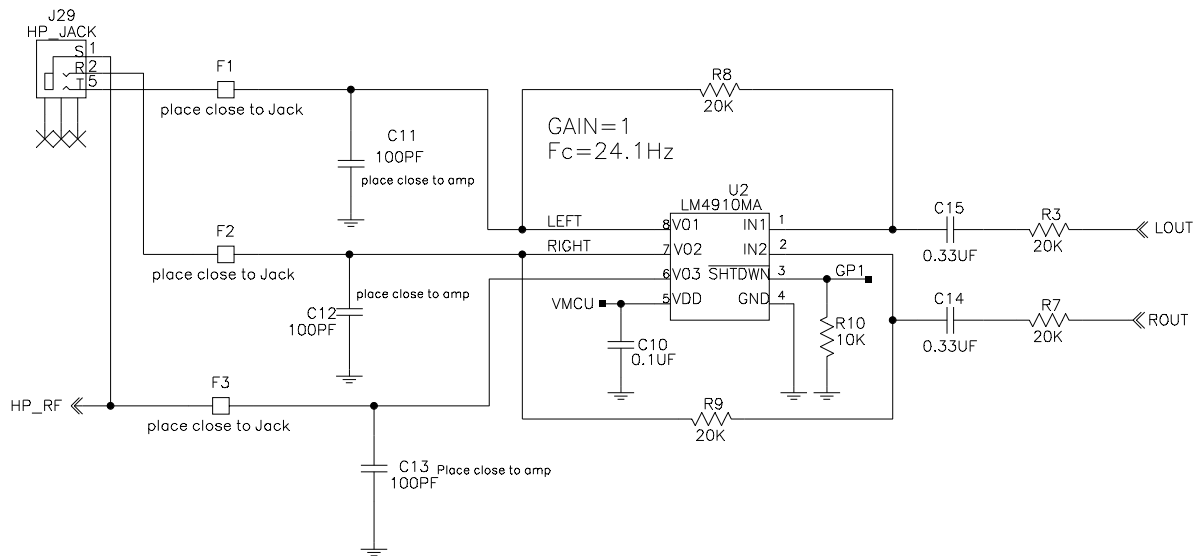 J29
HP_JACK
S 1
R 2
T 5
F1
place close to Jack
C11
100PF
place close to amp
R8
20K
GAIN=1
Fc=24.1Hz
U2
LM4910MA
LEFT
8 VO1
IN1 1
C15
0.33UF
R3
20K
LOUT
F2
place close to Jack
RIGHT
7 VO2
IN2 2
6 VO3
SHTDWN 3
GP1
place close to amp
C12
100PF
VMCU
5 VDD
GND 4
C10
0.1UF
R10
10K
C14
0.33UF
R7
20K
ROUT
HP_RF
F3
place close to Jack
R9
20K
C13
100PF
Place close to amp